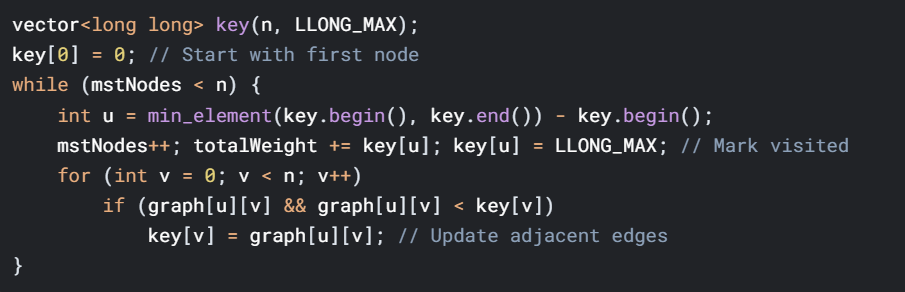 vector<long long> key(n, LLONG_MAX);
key[0] = 0; // Start with first node
while (mstNodes < n) {
    int u = min_element(key.begin(), key.end()) - key.begin();
    mstNodes++; totalWeight += key[u]; key[u] = LLONG_MAX; // Mark visited
    for (int v = 0; v < n; v++)
        if (graph[u][v] && graph[u][v] < key[v])
            key[v] = graph[u][v]; // Update adjacent edges
}